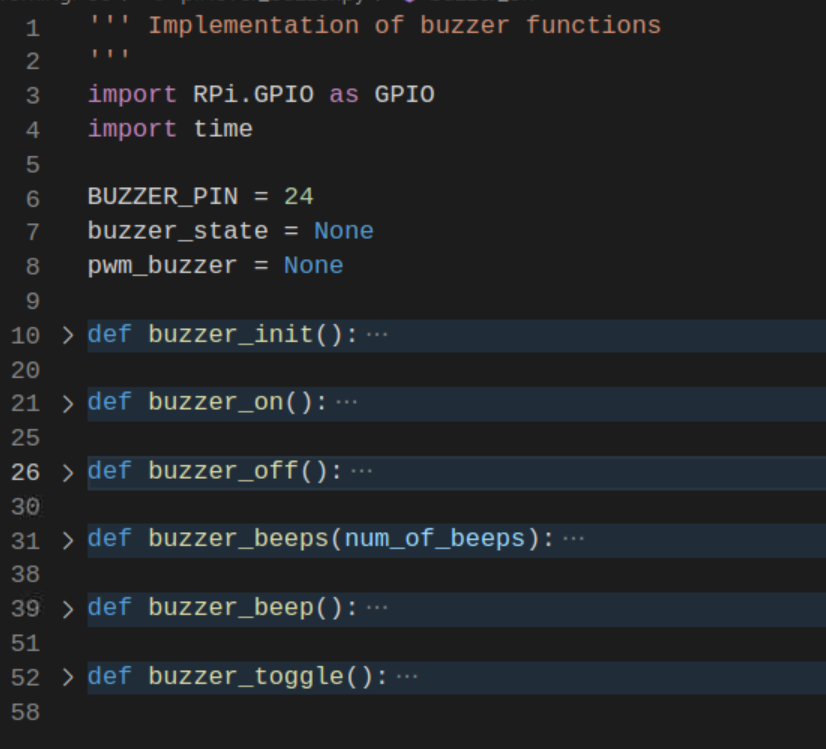 1 ''' Implementation of buzzer functions
2 '''
3 import RPi.GPIO as GPIO
4 import time
5
6 BUZZER_PIN = 24
7 buzzer_state = None
8 pwm_buzzer = None
9
10 > def buzzer_init(): ···
20
21 > def buzzer_on(): ···
25
26 > def buzzer_off(): ···
30
31 > def buzzer_beeps(num_of_beeps): ···
38
39 > def buzzer_beep(): ···
51
52 > def buzzer_toggle(): ···
58